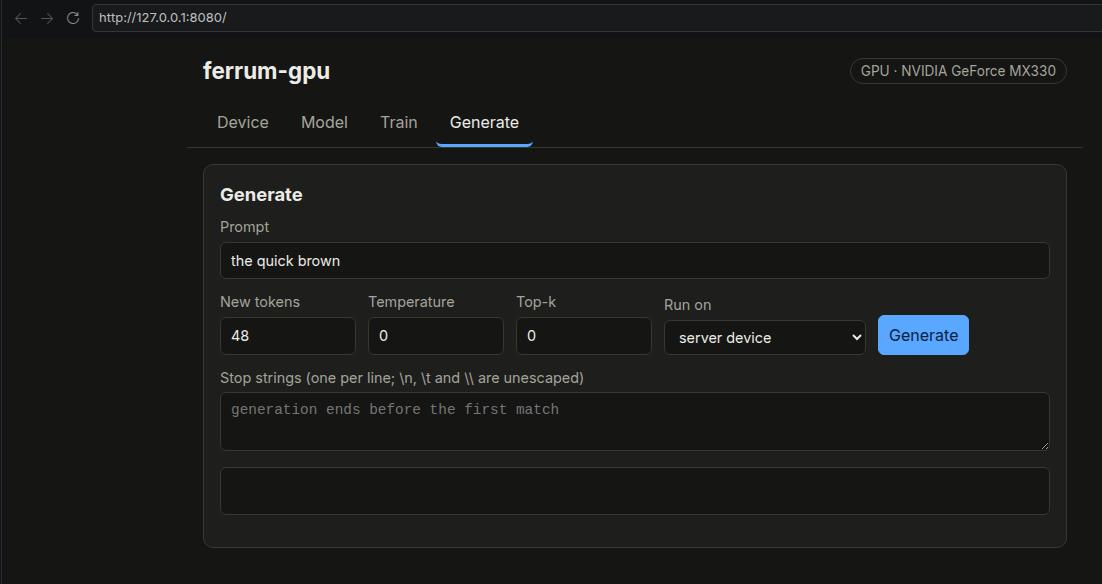 http://127.0.0.1:8080/
ferrum-gpu
GPU · NVIDIA GeForce MX330
Device Model Train Generate
Generate
Prompt
the quick brown
New tokens Temperature Top-k Run on
48 0 0 server device Generate
Stop strings (one per line; \n, \t and \\ are unescaped)
generation ends before the first match